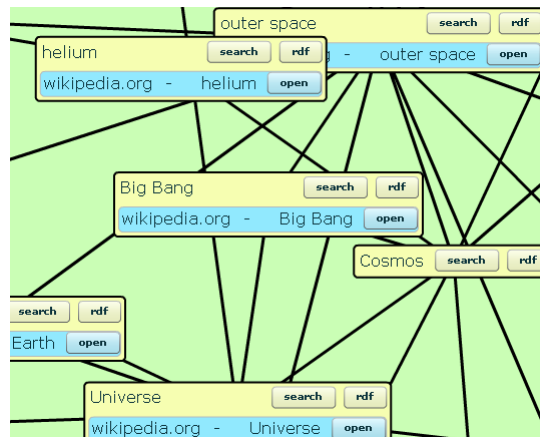 outer space search rdf
helium search rdf
outer space open
wikipedia.org - helium open
Big Bang search rdf
wikipedia.org - Big Bang open
Cosmos search rdf
search rdf
Earth open
Universe search rdf
wikipedia.org - Universe open